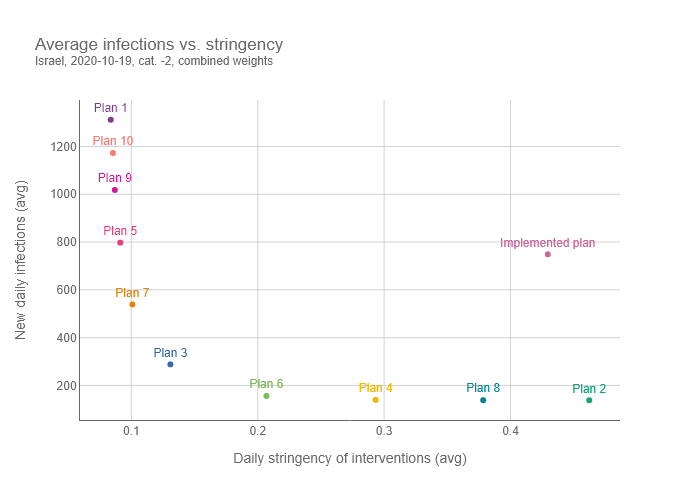 Average infections vs. stringency
Israel, 2020-10-19, cat. -2, combined weights
Plan 1
Plan 10
Plan 9
Plan 5
Implemented plan
Plan 7
Plan 3
Plan 6
Plan 4
Plan 8
Plan 2
1200
1000
800
600
400
200
New daily infections (avg)
0.1
0.2
0.3
0.4
Daily stringency of interventions (avg)